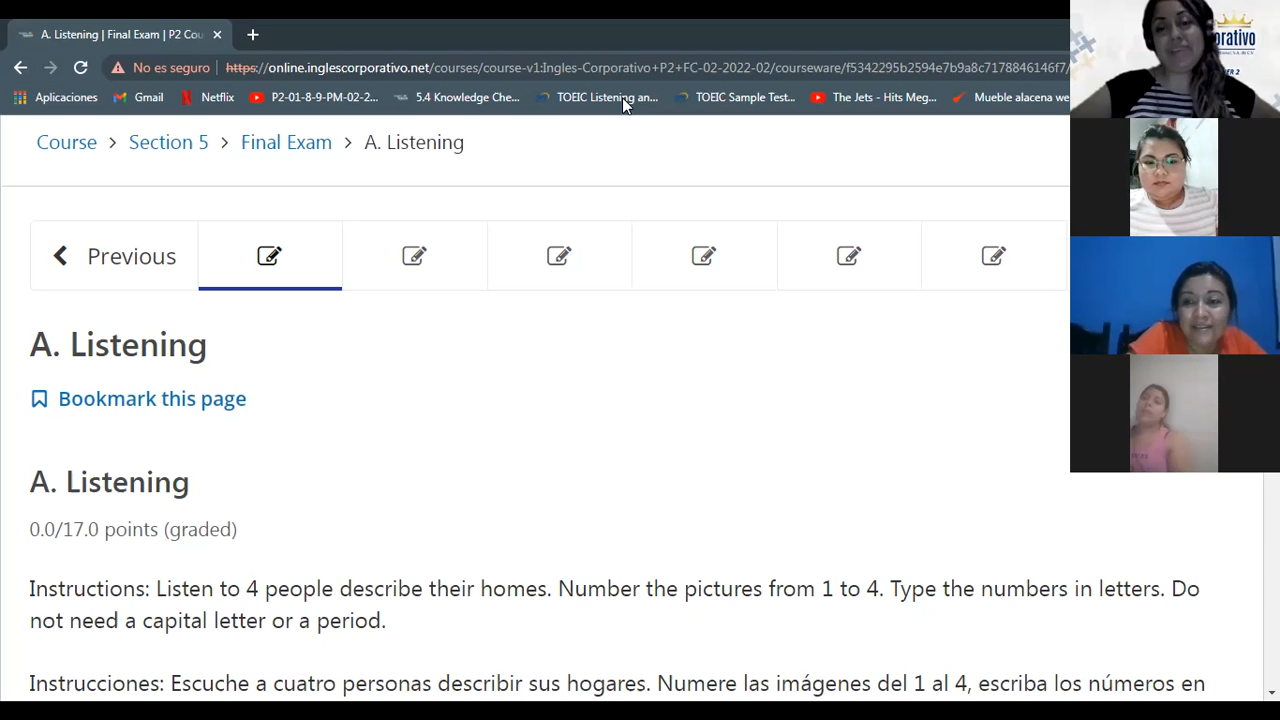 A. Listening | Final Exam | P2 Cou
No es seguro | https://online.inglescorporativo.net/courses/course-v1:Ingles-Corporativo+P2+FC-02-2022-02/courseware/f5342295b2594e7b9a8c7178846146f7/
Aplicaciones Gmail Netflix P2-01-8-9-PM-02-2... 5.4 Knowledge Che... TOEIC Listening an... TOEIC Sample Test... The Jets - Hits Meg... Mueble alacena we
Course > Section 5 > Final Exam > A. Listening
Previous
A. Listening
Bookmark this page
A. Listening
0.0/17.0 points (graded)
Instructions: Listen to 4 people describe their homes. Number the pictures from 1 to 4. Type the numbers in letters. Do
not need a capital letter or a period.
Instrucciones: Escuche a cuatro personas describir sus hogares. Numere las imágenes del 1 al 4, escriba los números en
orativo